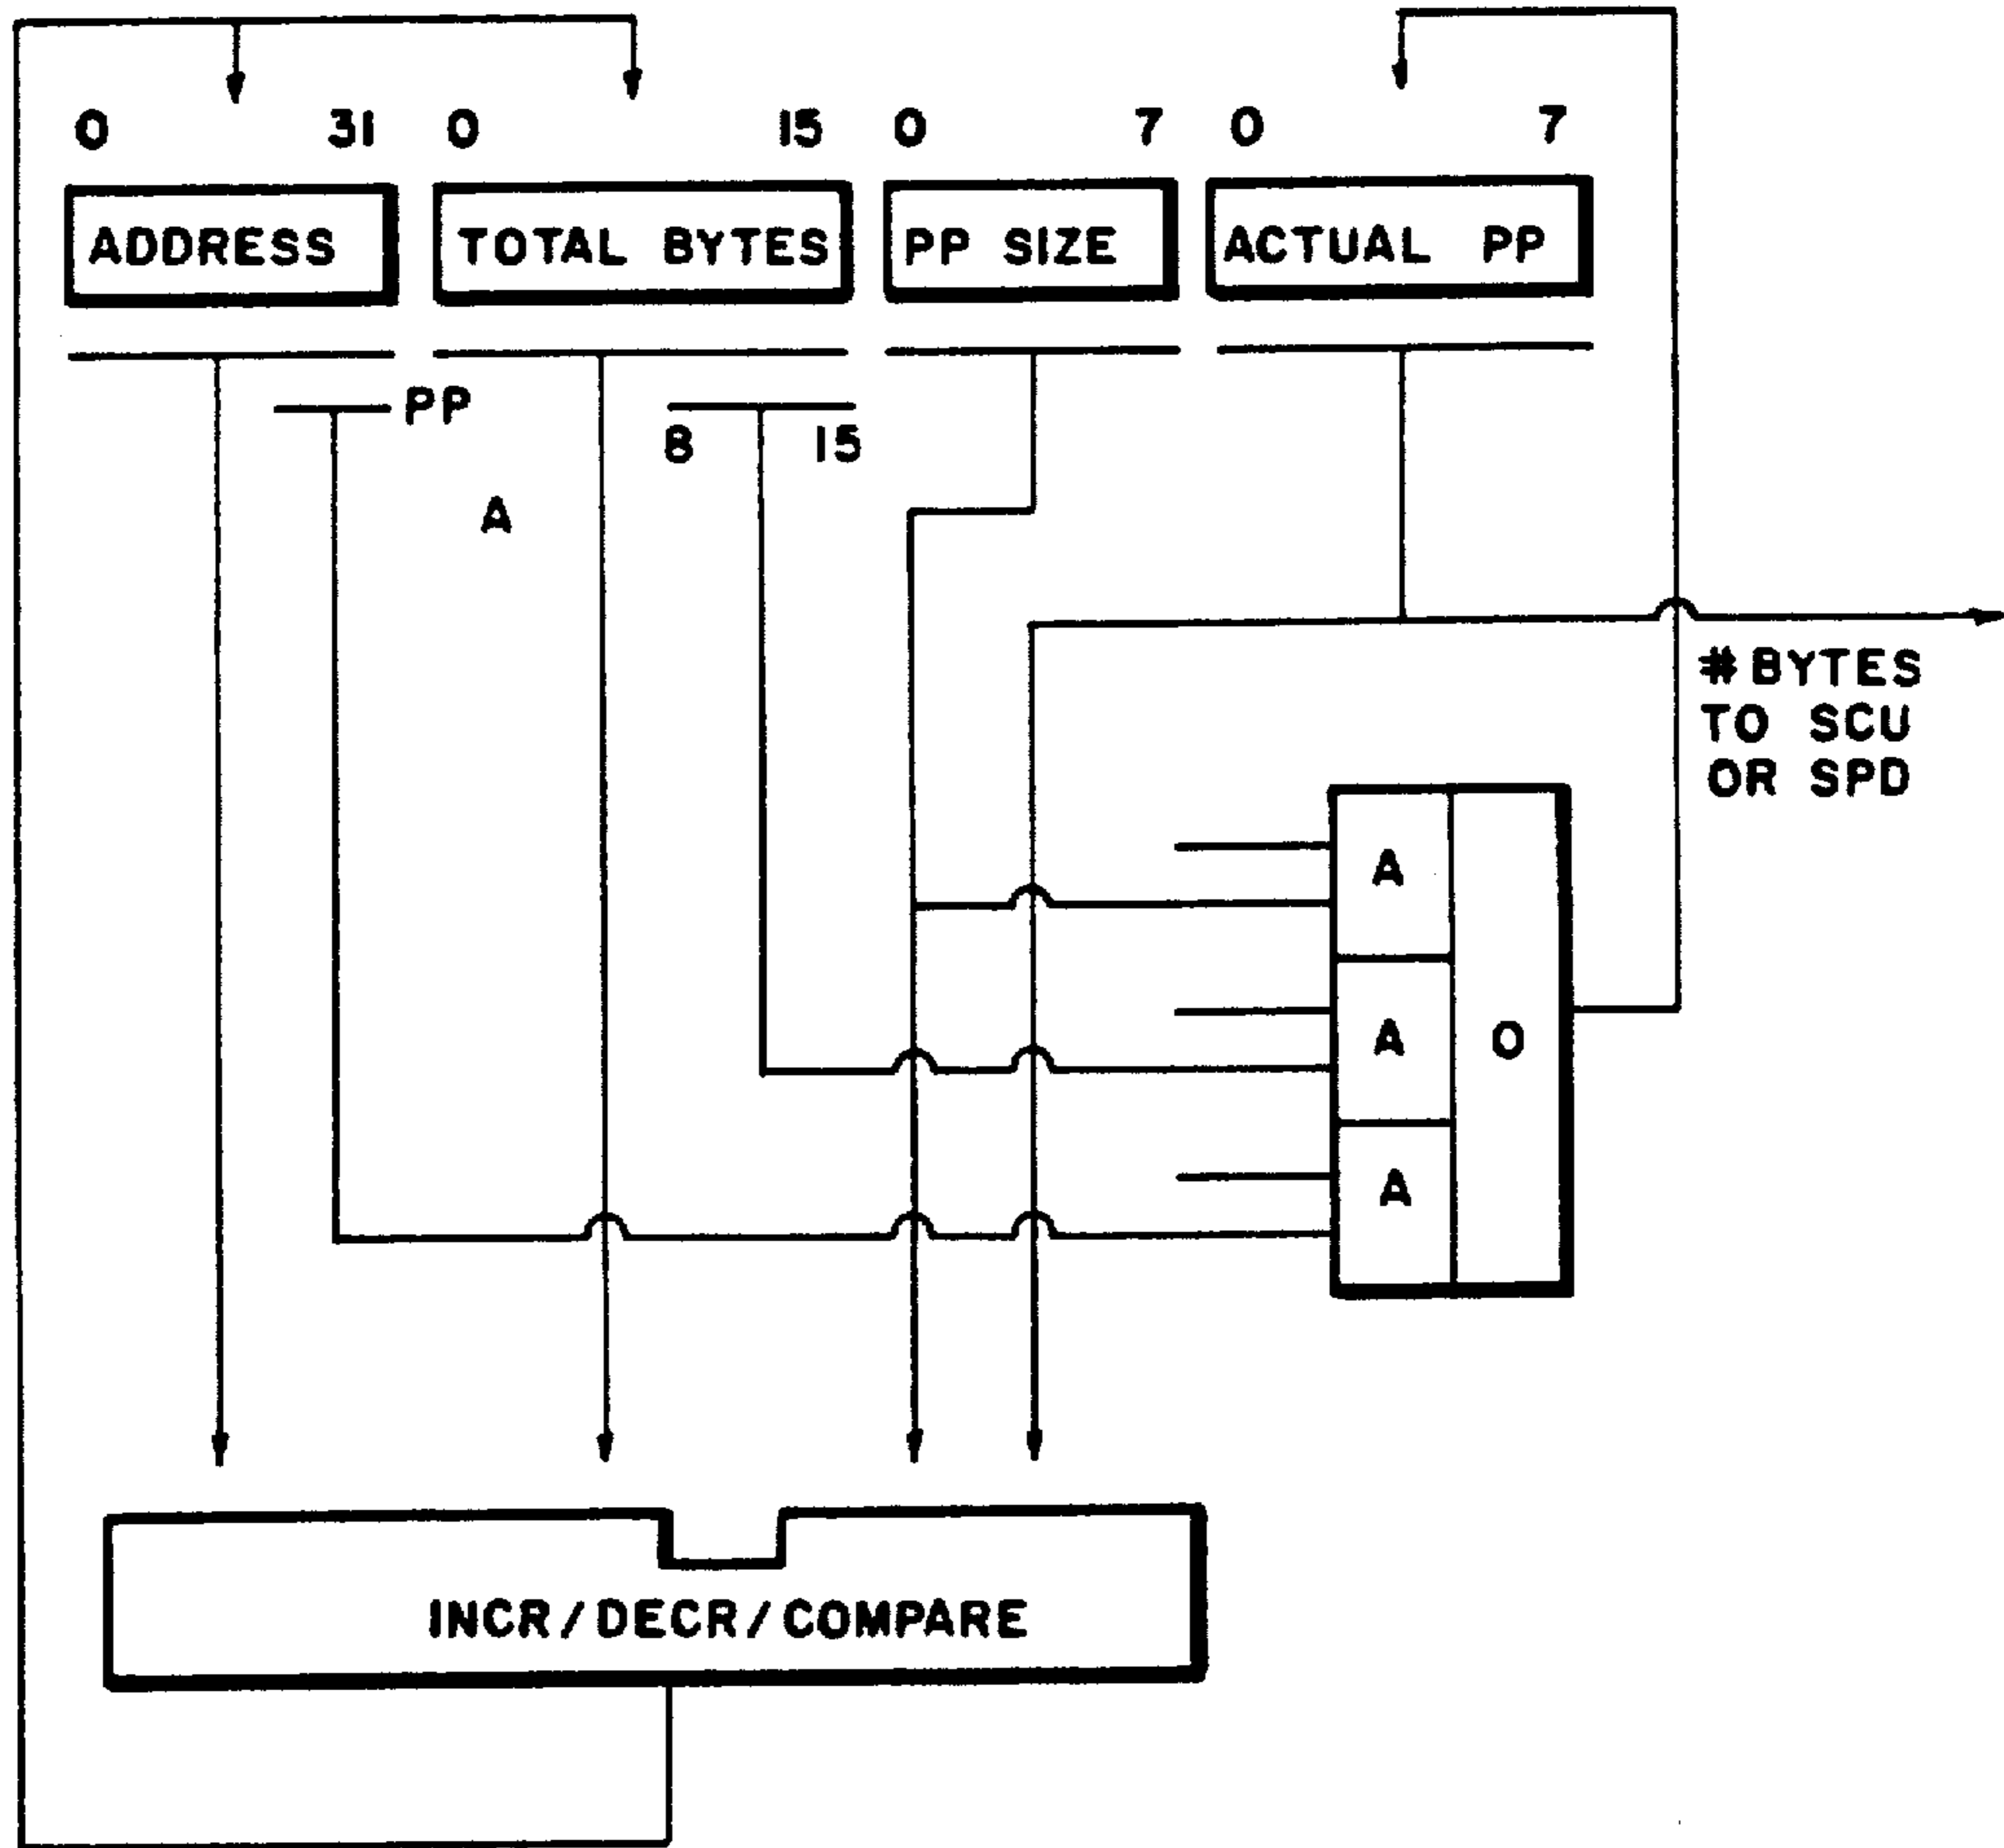 0 31 0 15 0 7 0 7
ADDRESS TOTAL BYTES PP SIZE ACTUAL PP
PP
8 15
A
#BYTES
TO SCU
OR SPD
A
A O
A
INCR/DECR/COMPARE